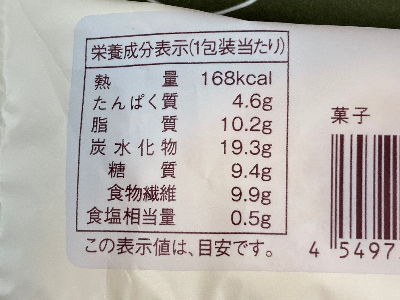 栄養成分表示(1包装当たり)
熱量 168kcal
たんぱく質 4.6g
脂質 10.2g
炭水化物 19.3g
糖質 9.4g
食物繊維 9.9g
食塩相当量 0.5g
この表示値は、目安です。
菓子
4 54497